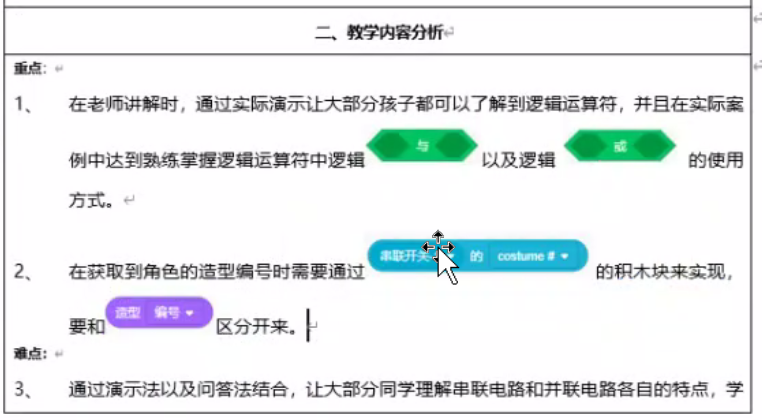 二、教学内容分析
重点：
1、 在老师讲解时，通过实际演示让大部分孩子都可以了解到逻辑运算符，并且在实际案
例中达到熟练掌握逻辑运算符中逻辑 与 以及逻辑 或 的使用
方式。
2、 在获取到角色的造型编号时需要通过 串联开关 的 costume # 的积木块来实现，
要和 造型 编号 区分开来。
难点：
3、 通过演示法以及问答法结合，让大部分同学理解串联电路和并联电路各自的特点，学